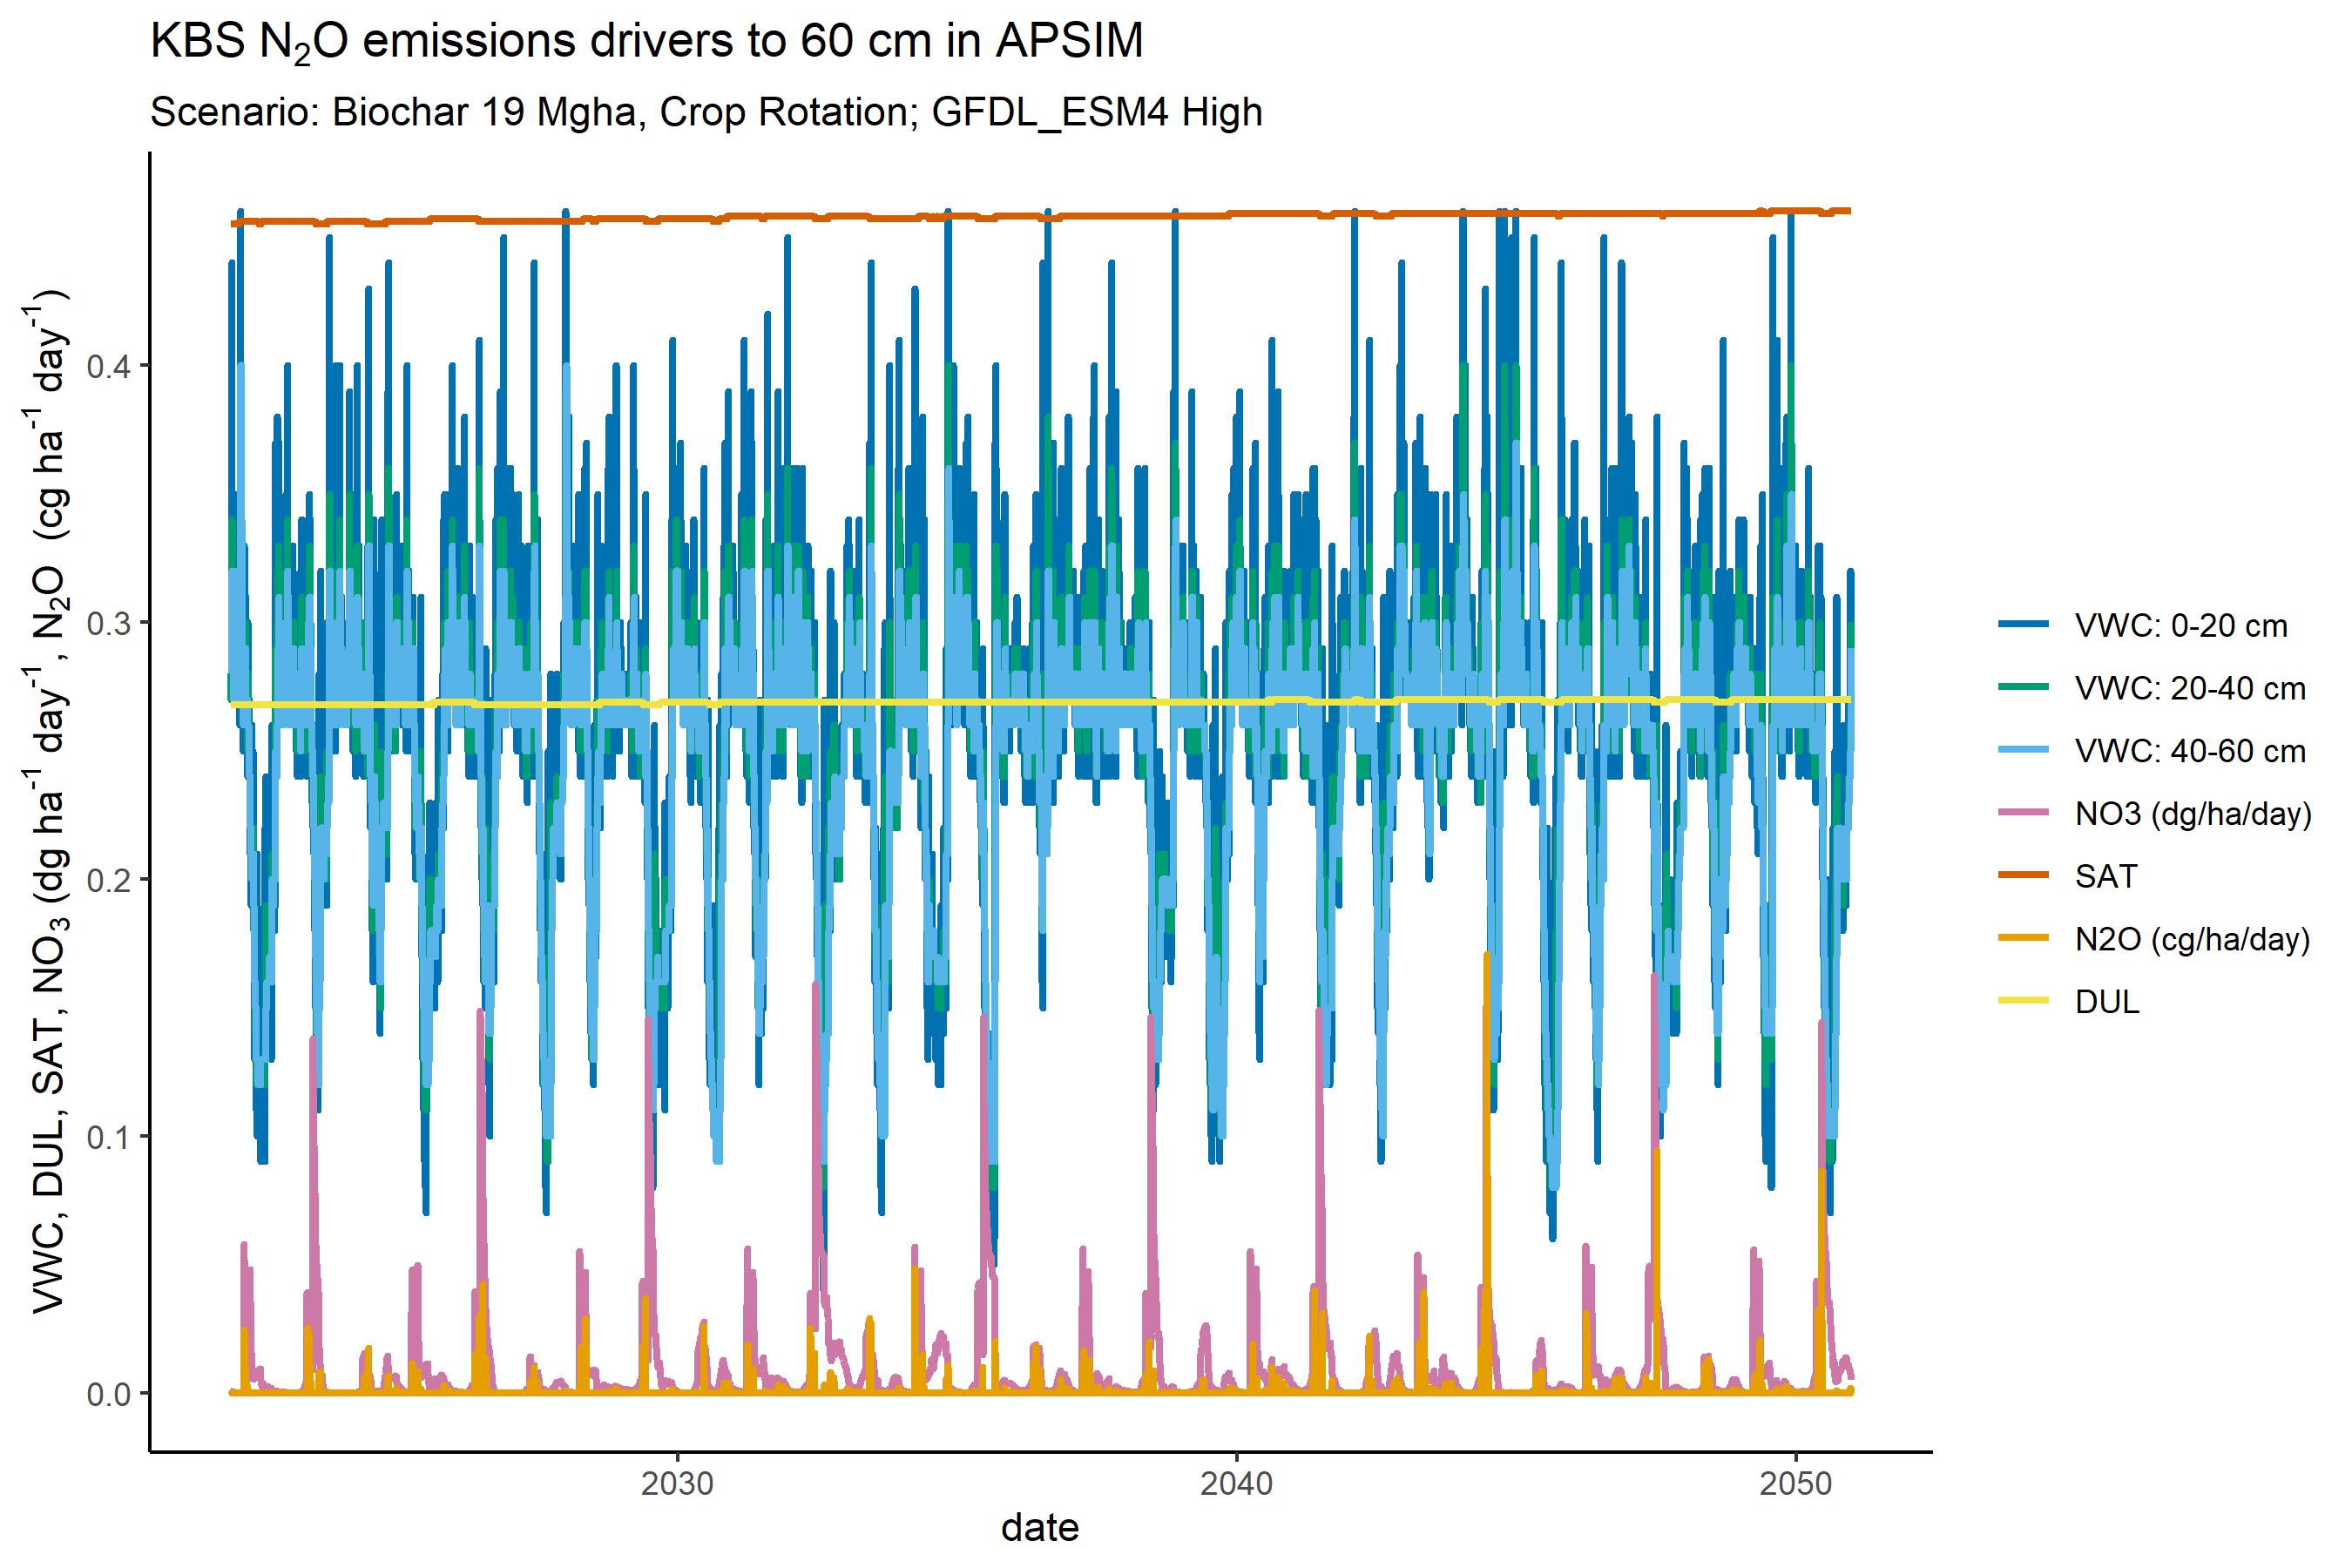 KBS N₂O emissions drivers to 60 cm in APSIM
Scenario: Biochar 19 Mgha, Crop Rotation; GFDL_ESM4 High
VWC, DUL, SAT, NO₃ (dg ha⁻¹ day⁻¹, N₂O (cg ha⁻¹ day⁻¹)
0.4
0.3
0.2
0.1
0.0
2030
2040
2050
date
VWC: 0-20 cm
VWC: 20-40 cm
VWC: 40-60 cm
NO3 (dg/ha/day)
SAT
N2O (cg/ha/day)
DUL